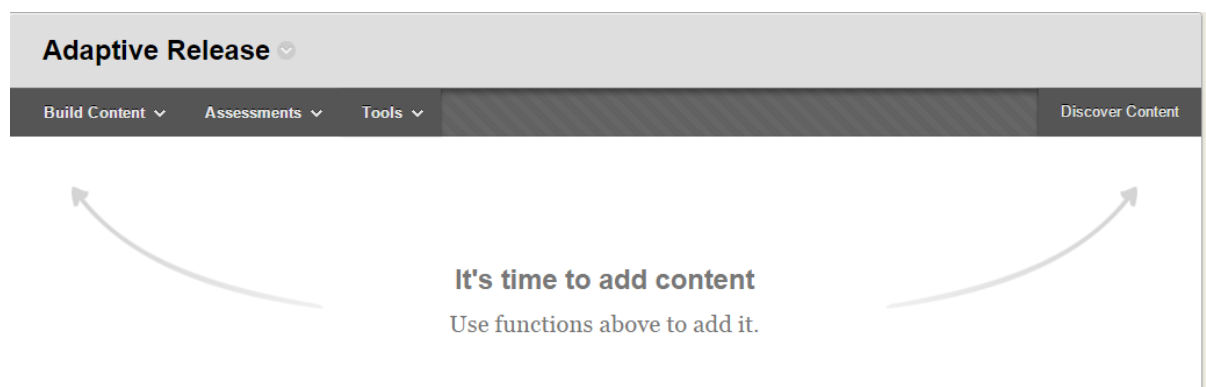 Adaptive Release
Build Content Assessments Tools Discover Content
It's time to add content
Use functions above to add it.